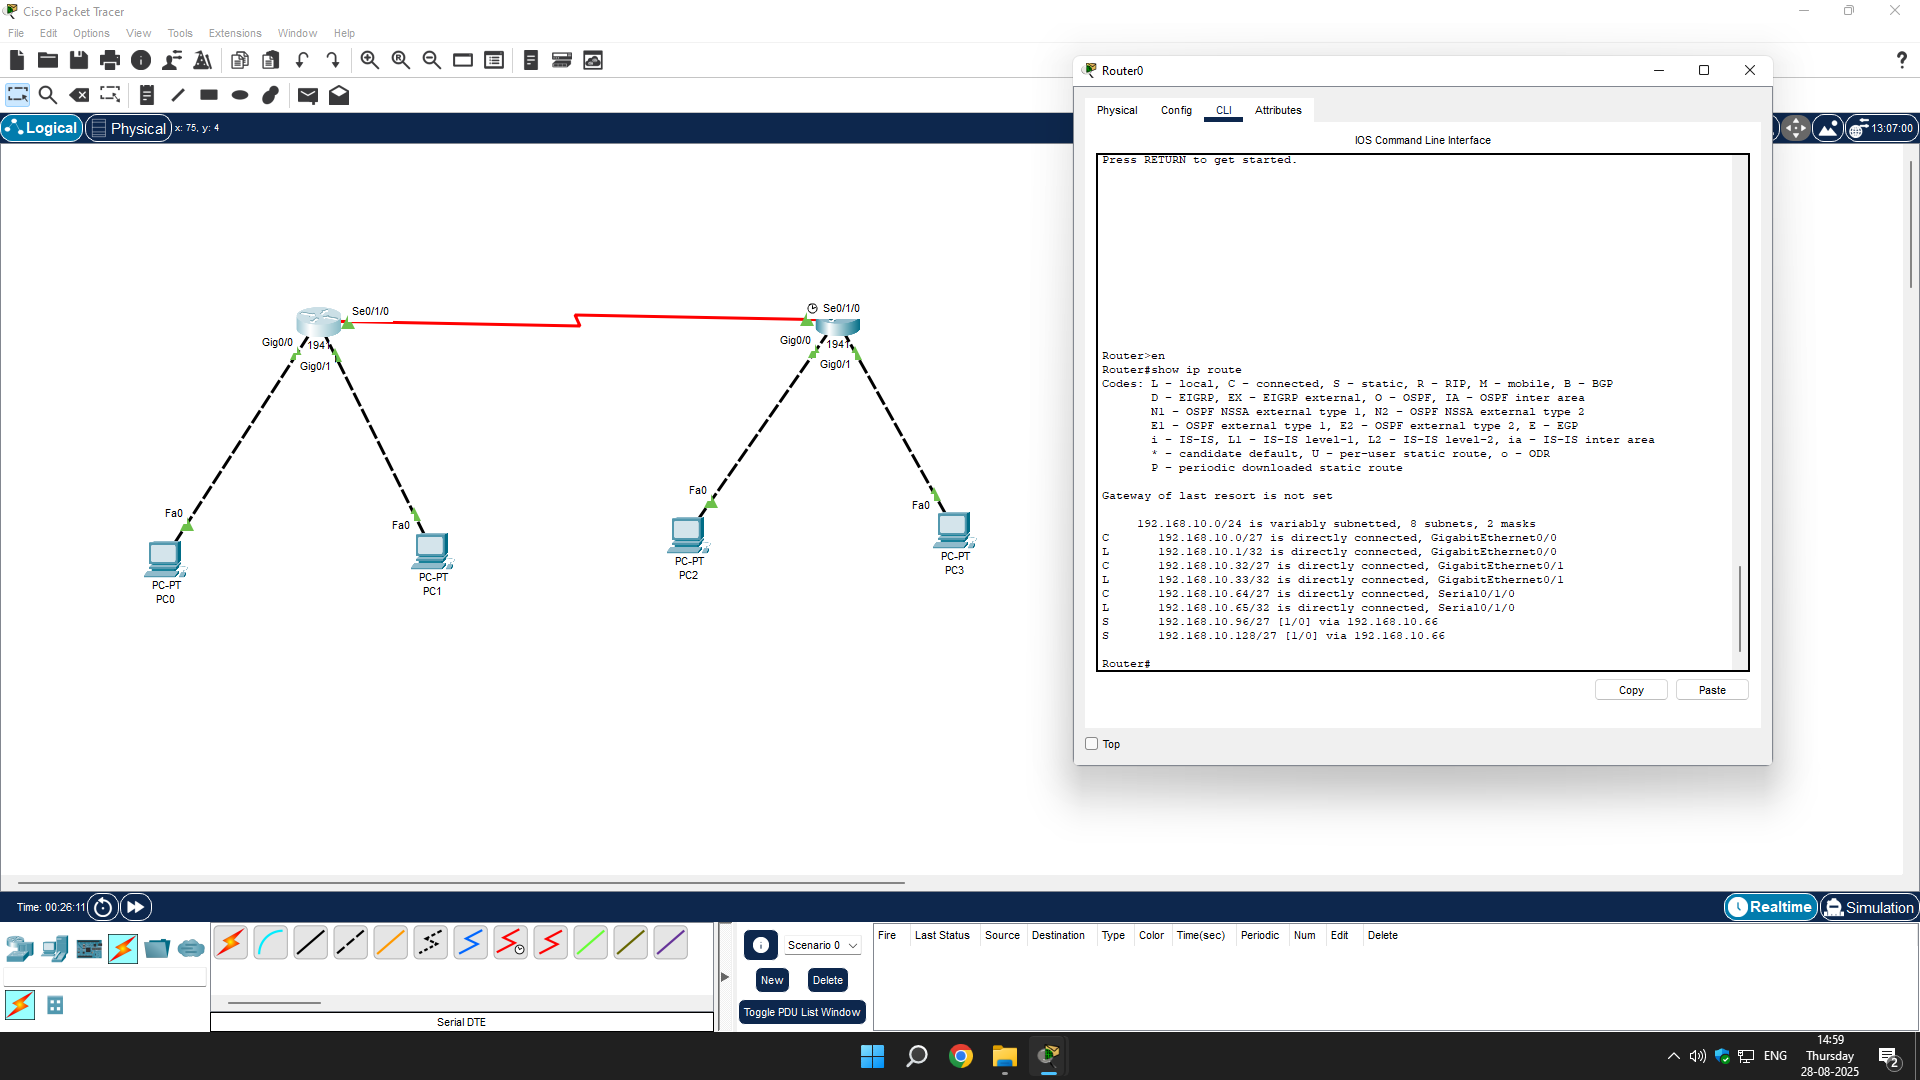 Cisco Packet Tracer
File Edit Options View Tools Extensions Window Help
Logical Physical x: 75, y: 4
13:07:00
Router0
Physical Config CLI Attributes
IOS Command Line Interface
Press RETURN to get started.
Router>en
Router#show ip route
Codes: L - local, C - connected, S - static, R - RIP, M - mobile, B - BGP
D - EIGRP, EX - EIGRP external, O - OSPF, IA - OSPF inter area
N1 - OSPF NSSA external type 1, N2 - OSPF NSSA external type 2
E1 - OSPF external type 1, E2 - OSPF external type 2, E - EGP
i - IS-IS, L1 - IS-IS level-1, L2 - IS-IS level-2, ia - IS-IS inter area
* - candidate default, U - per-user static route, o - ODR
P - periodic downloaded static route
Gateway of last resort is not set
192.168.10.0/24 is variably subnetted, 8 subnets, 2 masks
C 192.168.10.0/27 is directly connected, GigabitEthernet0/0
L 192.168.10.1/32 is directly connected, GigabitEthernet0/0
C 192.168.10.32/27 is directly connected, GigabitEthernet0/1
L 192.168.10.33/32 is directly connected, GigabitEthernet0/1
C 192.168.10.64/27 is directly connected, Serial0/1/0
L 192.168.10.65/32 is directly connected, Serial0/1/0
S 192.168.10.96/27 [1/0] via 192.168.10.66
S 192.168.10.128/27 [1/0] via 192.168.10.66
Router#
Copy Paste
Top
Se0/1/0
Gig0/0
1941
Gig0/1
Fa0
PC-PT
PC0
Fa0
PC-PT
PC1
Se0/1/0
Gig0/0
1941
Gig0/1
Fa0
PC-PT
PC2
Fa0
PC-PT
PC3
Time: 00:26:11
Realtime Simulation
Serial DTE
Scenario 0
New Delete
Toggle PDU List Window
Fire Last Status Source Destination Type Color Time(sec) Periodic Num Edit Delete
ENG
14:59
Thursday
28-08-2025
2